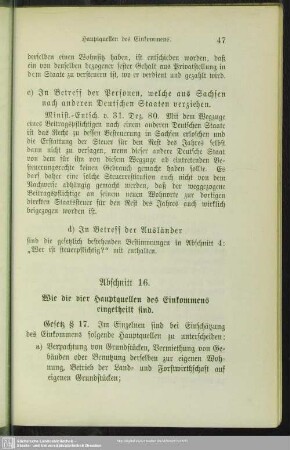 Hauptquellen des Einkommens. 47
derselben einen Wohnsitz haben, ist entschieden worden, daß
ein von denselben bezogener fester Gehalt aus Privatstellung in
dem Staate zu versteuern ist, wo er verdient und gezahlt wird.
c) In Betreff der Personen, welche aus Sachsen
nach anderen Deutschen Staaten verziehen.
Minist.-Entsch. v. 31. Dez. 80. Mit dem Wegzuge
eines Beitragspflichtigen nach einem anderen Deutschen Staate
ist das Recht zu dessen Besteuerung in Sachsen erloschen und
die Erstattung der Steuer für den Rest des Jahres selbst
dann nicht zu versagen, wenn dieser andere Deutsche Staat
von dem für ihn von diesem Wegzuge ab eintretenden Besteue-
rungsrechte keinen Gebrauch gemacht haben sollte. Es
darf daher eine solche Steuerrestitution auch nicht von dem
Nachweise abhängig gemacht werden, daß der weggezogene
Beitragspflichtige an seinem neuen Wohnorte zur dortigen
direkten Staatssteuer für den Rest des Jahres auch wirklich
beigezogen worden ist.
d) In Betreff der Ausländer
sind die gesetzlich bestehenden Bestimmungen in Abschnitt 4:
„Wer ist steuerpflichtig?“ mit enthalten.
Abschnitt 16.
Wie die vier Hauptquellen des Einkommens
eingetheilt sind.
Gesetz § 17. Im Einzelnen sind bei Einschätzung
des Einkommens folgende Hauptquellen zu unterscheiden:
a) Verpachtung von Grundstücken, Vermiethung von Ge-
bäuden oder Benutzung derselben zur eigenen Woh-
nung, Betrieb der Land- und Forstwirthschaft auf
eigenen Grundstücken;